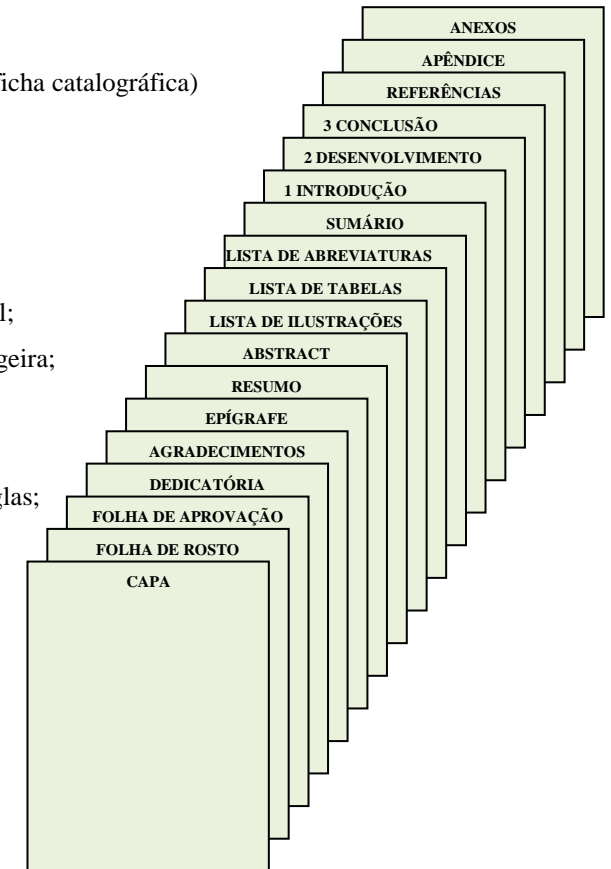 ANEXOS
APÊNDICE
ficha catalográfica)
REFERÊNCIAS
3 CONCLUSÃO
2 DESENVOLVIMENTO
1 INTRODUÇÃO
SUMÁRIO
LISTA DE ABREVIATURAS
LISTA DE TABELAS
l;
LISTA DE ILUSTRAÇÕES
ABSTRACT
geira;
RESUMO
EPÍGRAFE
AGRADECIMENTOS
DEDICATÓRIA
glas;
FOLHA DE APROVAÇÃO
FOLHA DE ROSTO
CAPA